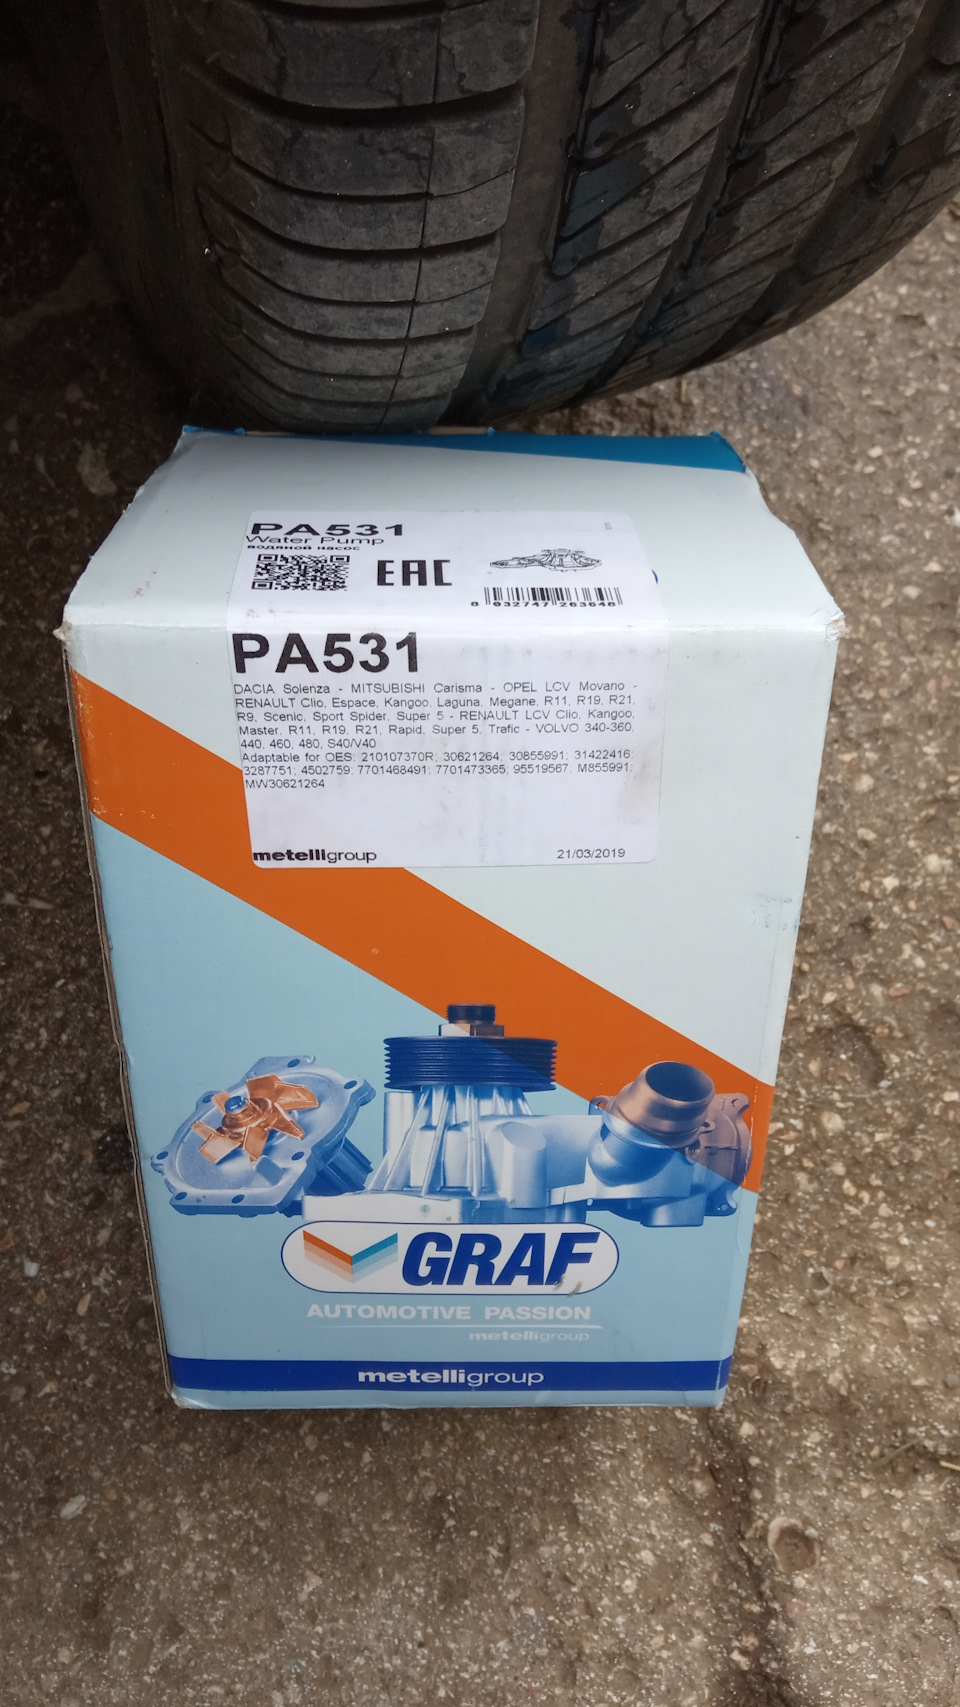 PA531
Water Pump
водяной насос
EAC
8 032747 263648
PA531
DACIA Solenza - MITSUBISHI Carisma - OPEL LCV Movano -
RENAULT Clio, Espace, Kangoo, Laguna, Megane, R11, R19, R21,
R9, Scenic, Sport Spider, Super 5 - RENAULT LCV Clio, Kangoo,
Master, R11, R19, R21, Rapid, Super 5, Trafic - VOLVO 340-360,
440, 460, 480, S40/V40
Adaptable for OES: 210107370R; 30621264; 30855991; 31422416;
3287751; 4502759; 7701468491; 7701473365; 95519567; M855991;
MW30621264
metelligroup 21/03/2019
GRAF
AUTOMOTIVE PASSION
metelligroup
metelligroup